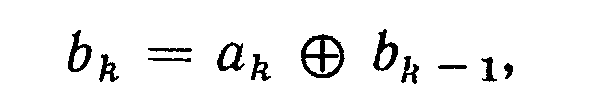 b_k = a_k ⊕ b_{k − 1},